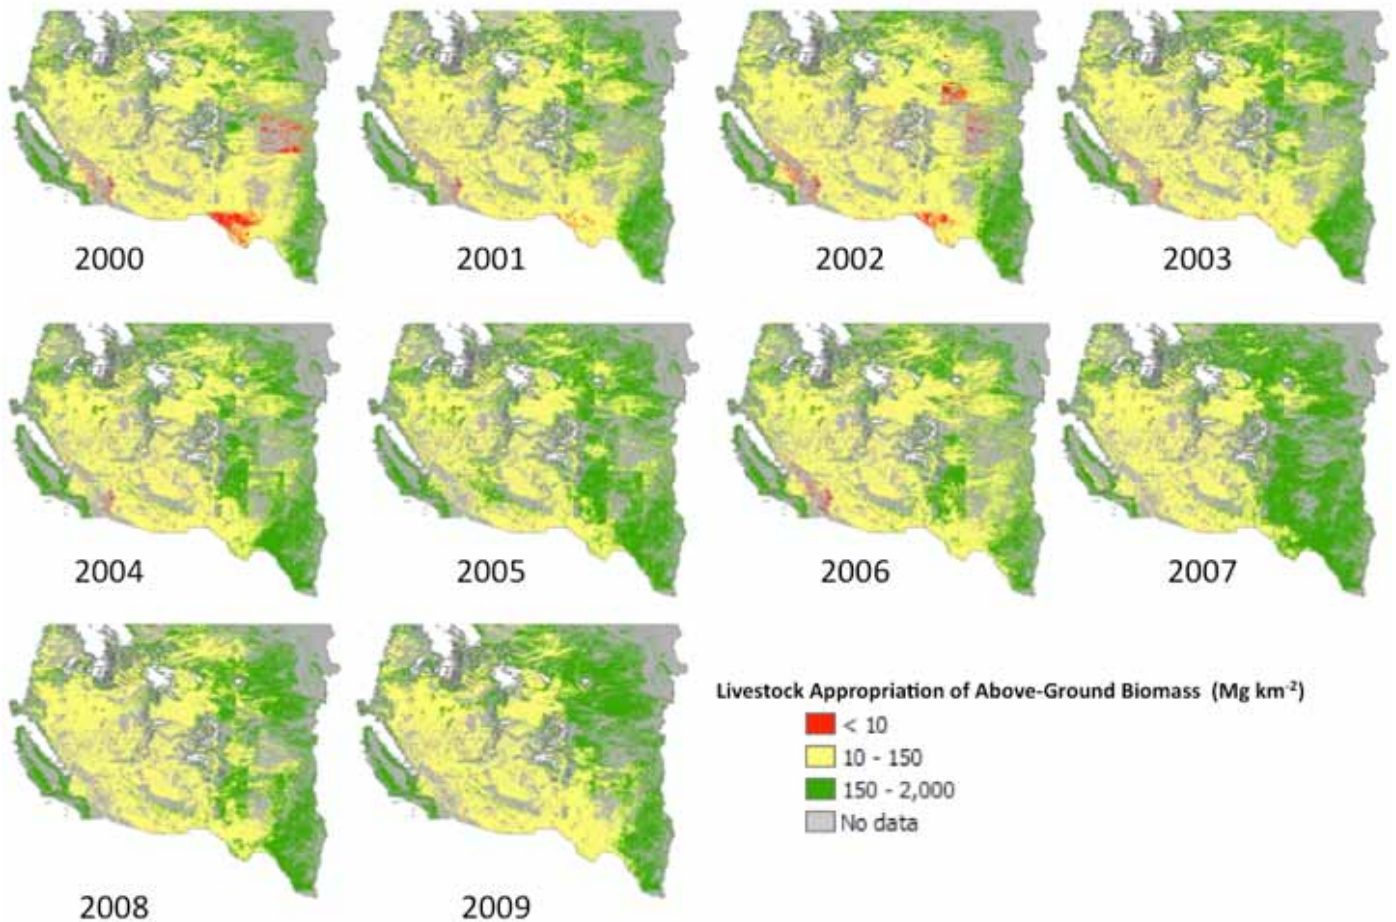 2000 2001 2002 2003
2004 2005 2006 2007
Livestock Appropriation of Above-Ground Biomass (Mg km⁻²)
< 10
10 - 150
150 - 2,000
No data
2008 2009